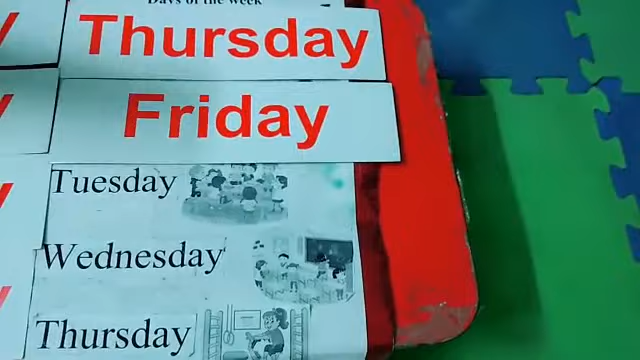 Days of the week
y Thursday
y Friday
y Tuesday
Wednesday
y Thursday